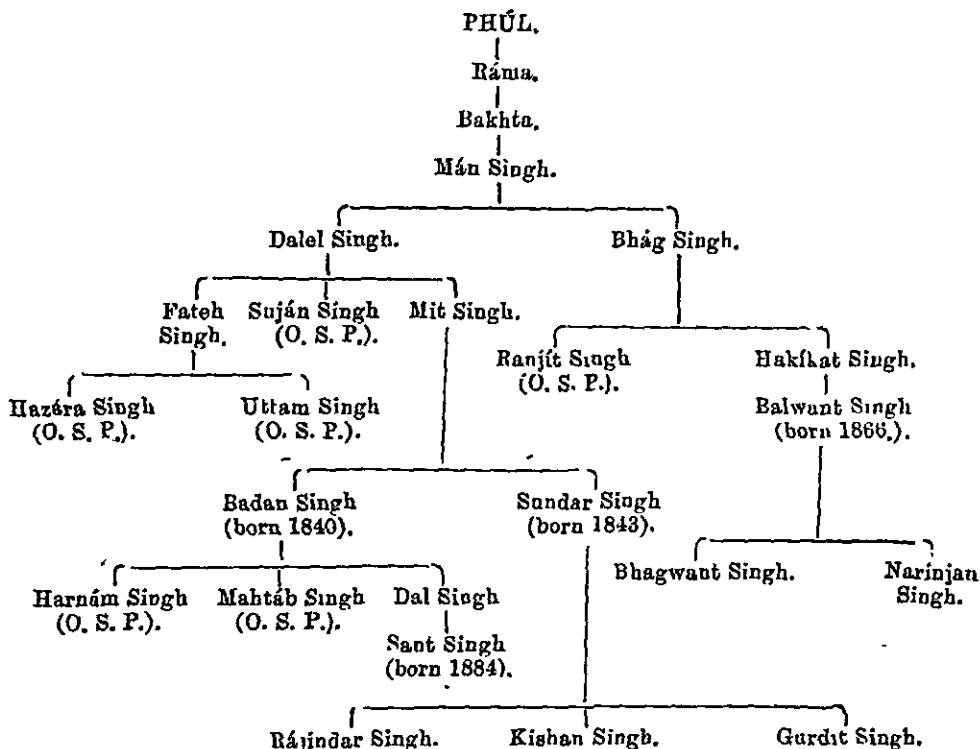 PHÚL.
Ráma.
Bakhta.
Mán Singh.
Dalel Singh.
Bhág Singh.
Fateh
Singh.
Suján Singh
(O. S. P.).
Mit Singh.
Ranjít Singh
(O. S. P.).
Hakíkat Singh.
Hazára Singh
(O. S. P.).
Uttam Singh
(O. S. P.).
Balwant Singh
(born 1866.).
Badan Singh
(born 1840).
Sundar Singh
(born 1843).
Bhagwant Singh.
Narínjan
Singh.
Harnám Singh
(O. S. P.).
Mahtáb Singh
(O. S. P.).
Dal Singh
Sant Singh
(born 1884).
Rájindar Singh.
Kishan Singh.
Gurdit Singh.